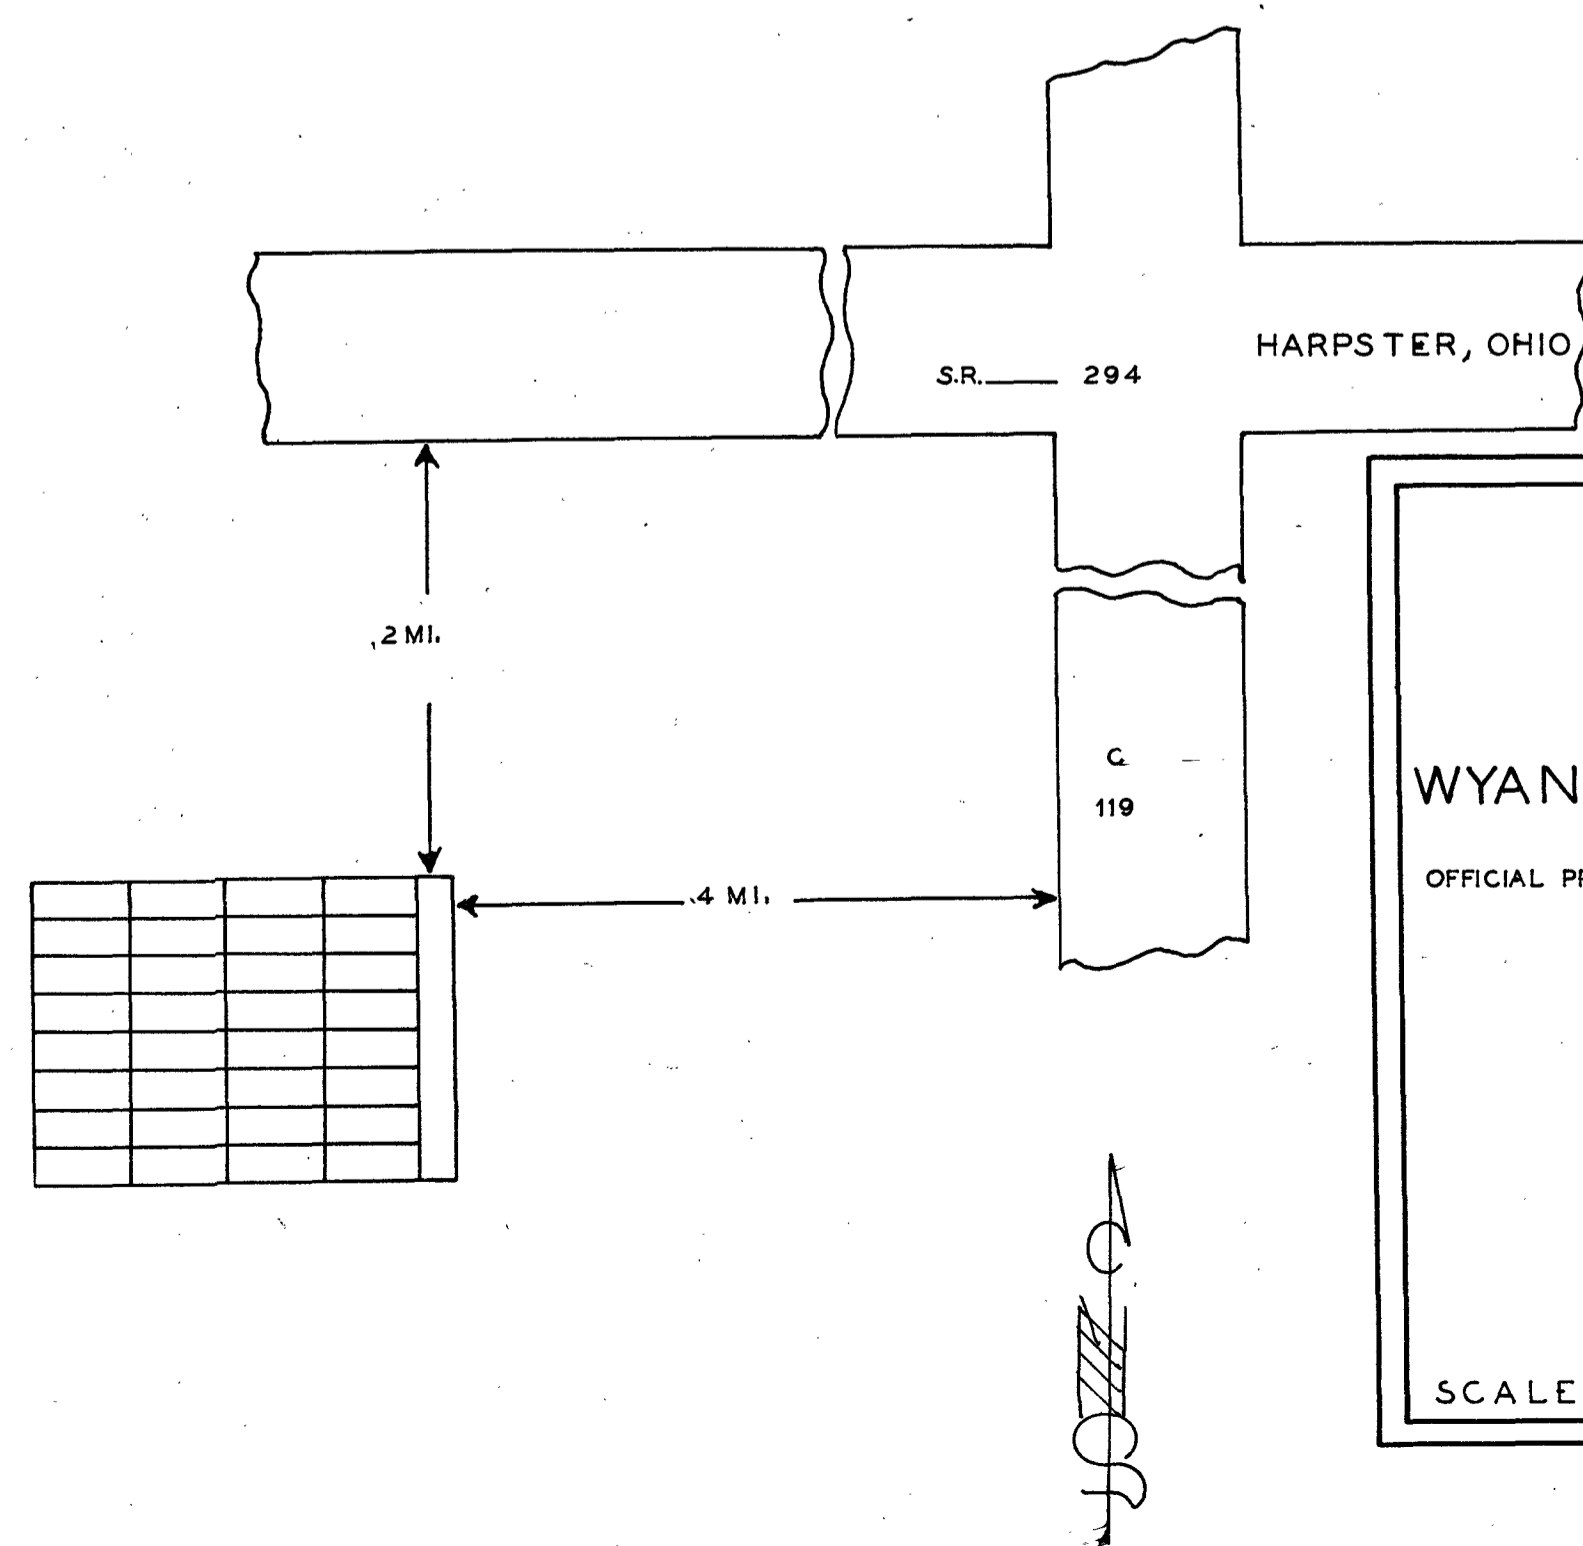 HARPSTER, OHIO
S.R. 294
.2 MI.
C
119
.4 MI.
WYAN
OFFICIAL
SCALE